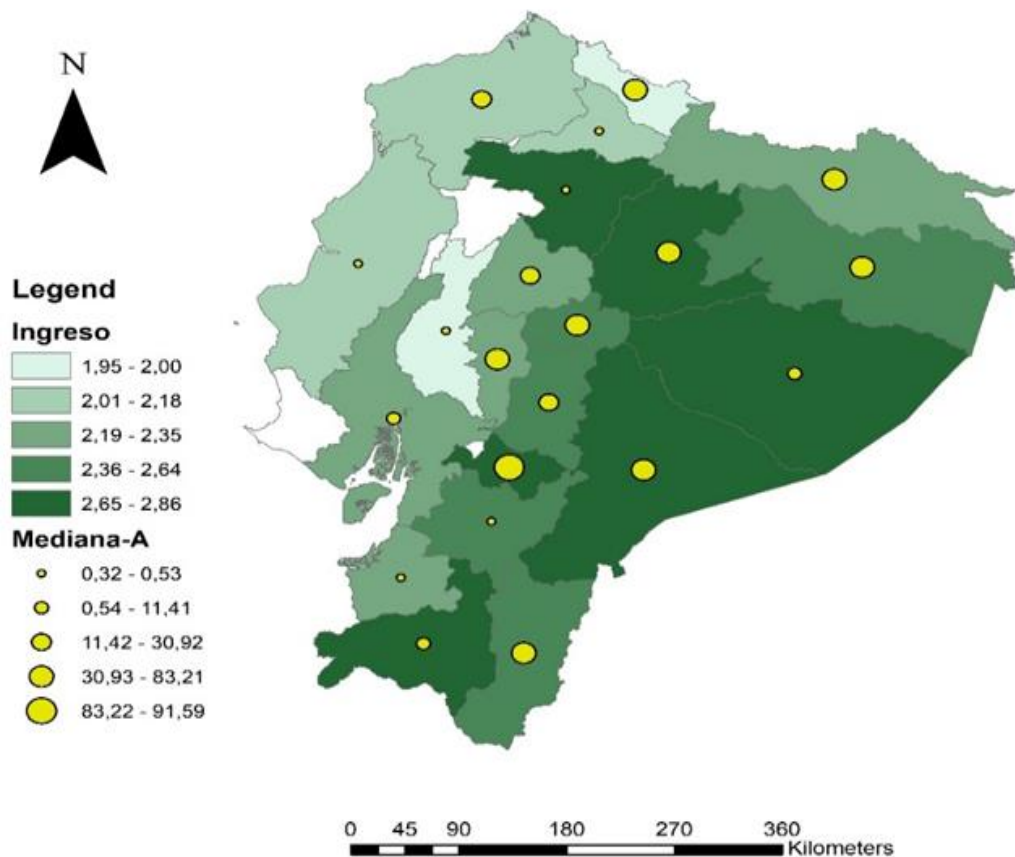 N
Legend
Ingreso
1,95 - 2,00
2,01 - 2,18
2,19 - 2,35
2,36 - 2,64
2,65 - 2,86
Mediana-A
0,32 - 0,53
0,54 - 11,41
11,42 - 30,92
30,93 - 83,21
83,22 - 91,59
0 45 90 180 270 360
Kilometers